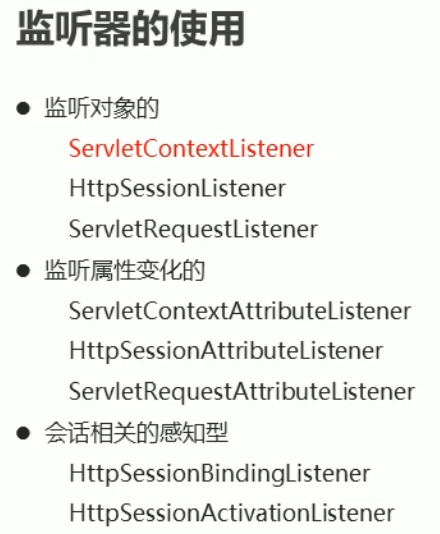 监听器的使用
● 监听对象的
ServletContextListener
HttpSessionListener
ServletRequestListener
● 监听属性变化的
ServletContextAttributeListener
HttpSessionAttributeListener
ServletRequestAttributeListener
● 会话相关的感知型
HttpSessionBindingListener
HttpSessionActivationListener